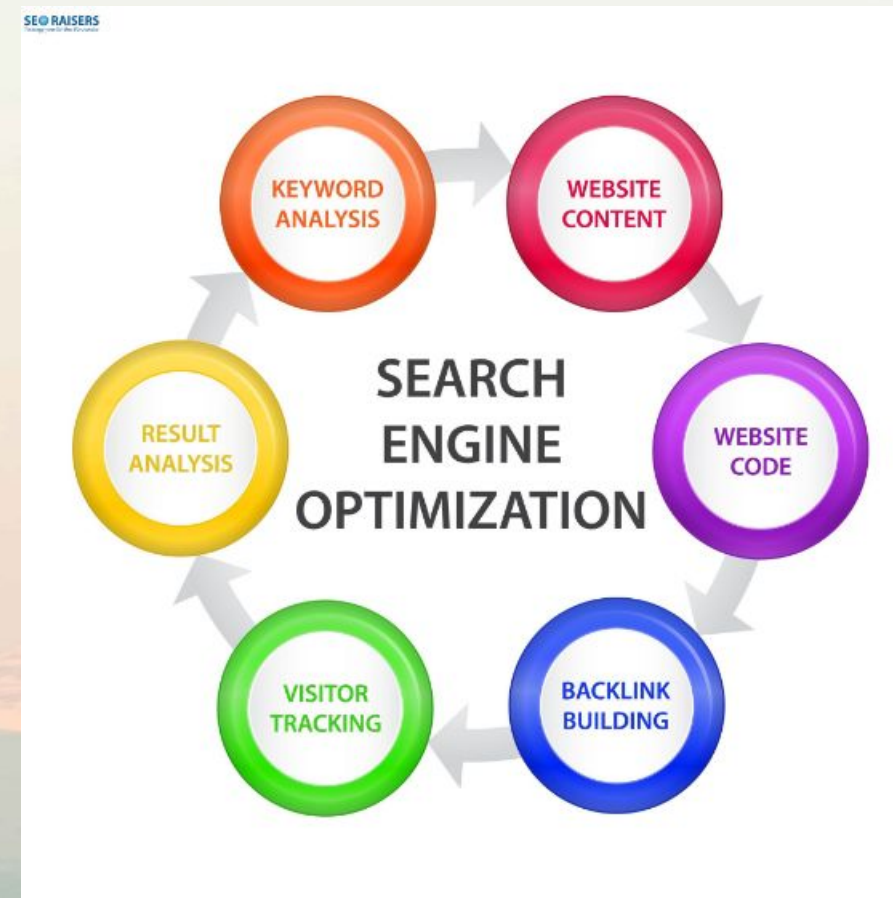 SEO RAISERS
KEYWORD
ANALYSIS
WEBSITE
CONTENT
WEBSITE
CODE
BACKLINK
BUILDING
VISITOR
TRACKING
RESULT
ANALYSIS
SEARCH
ENGINE
OPTIMIZATION